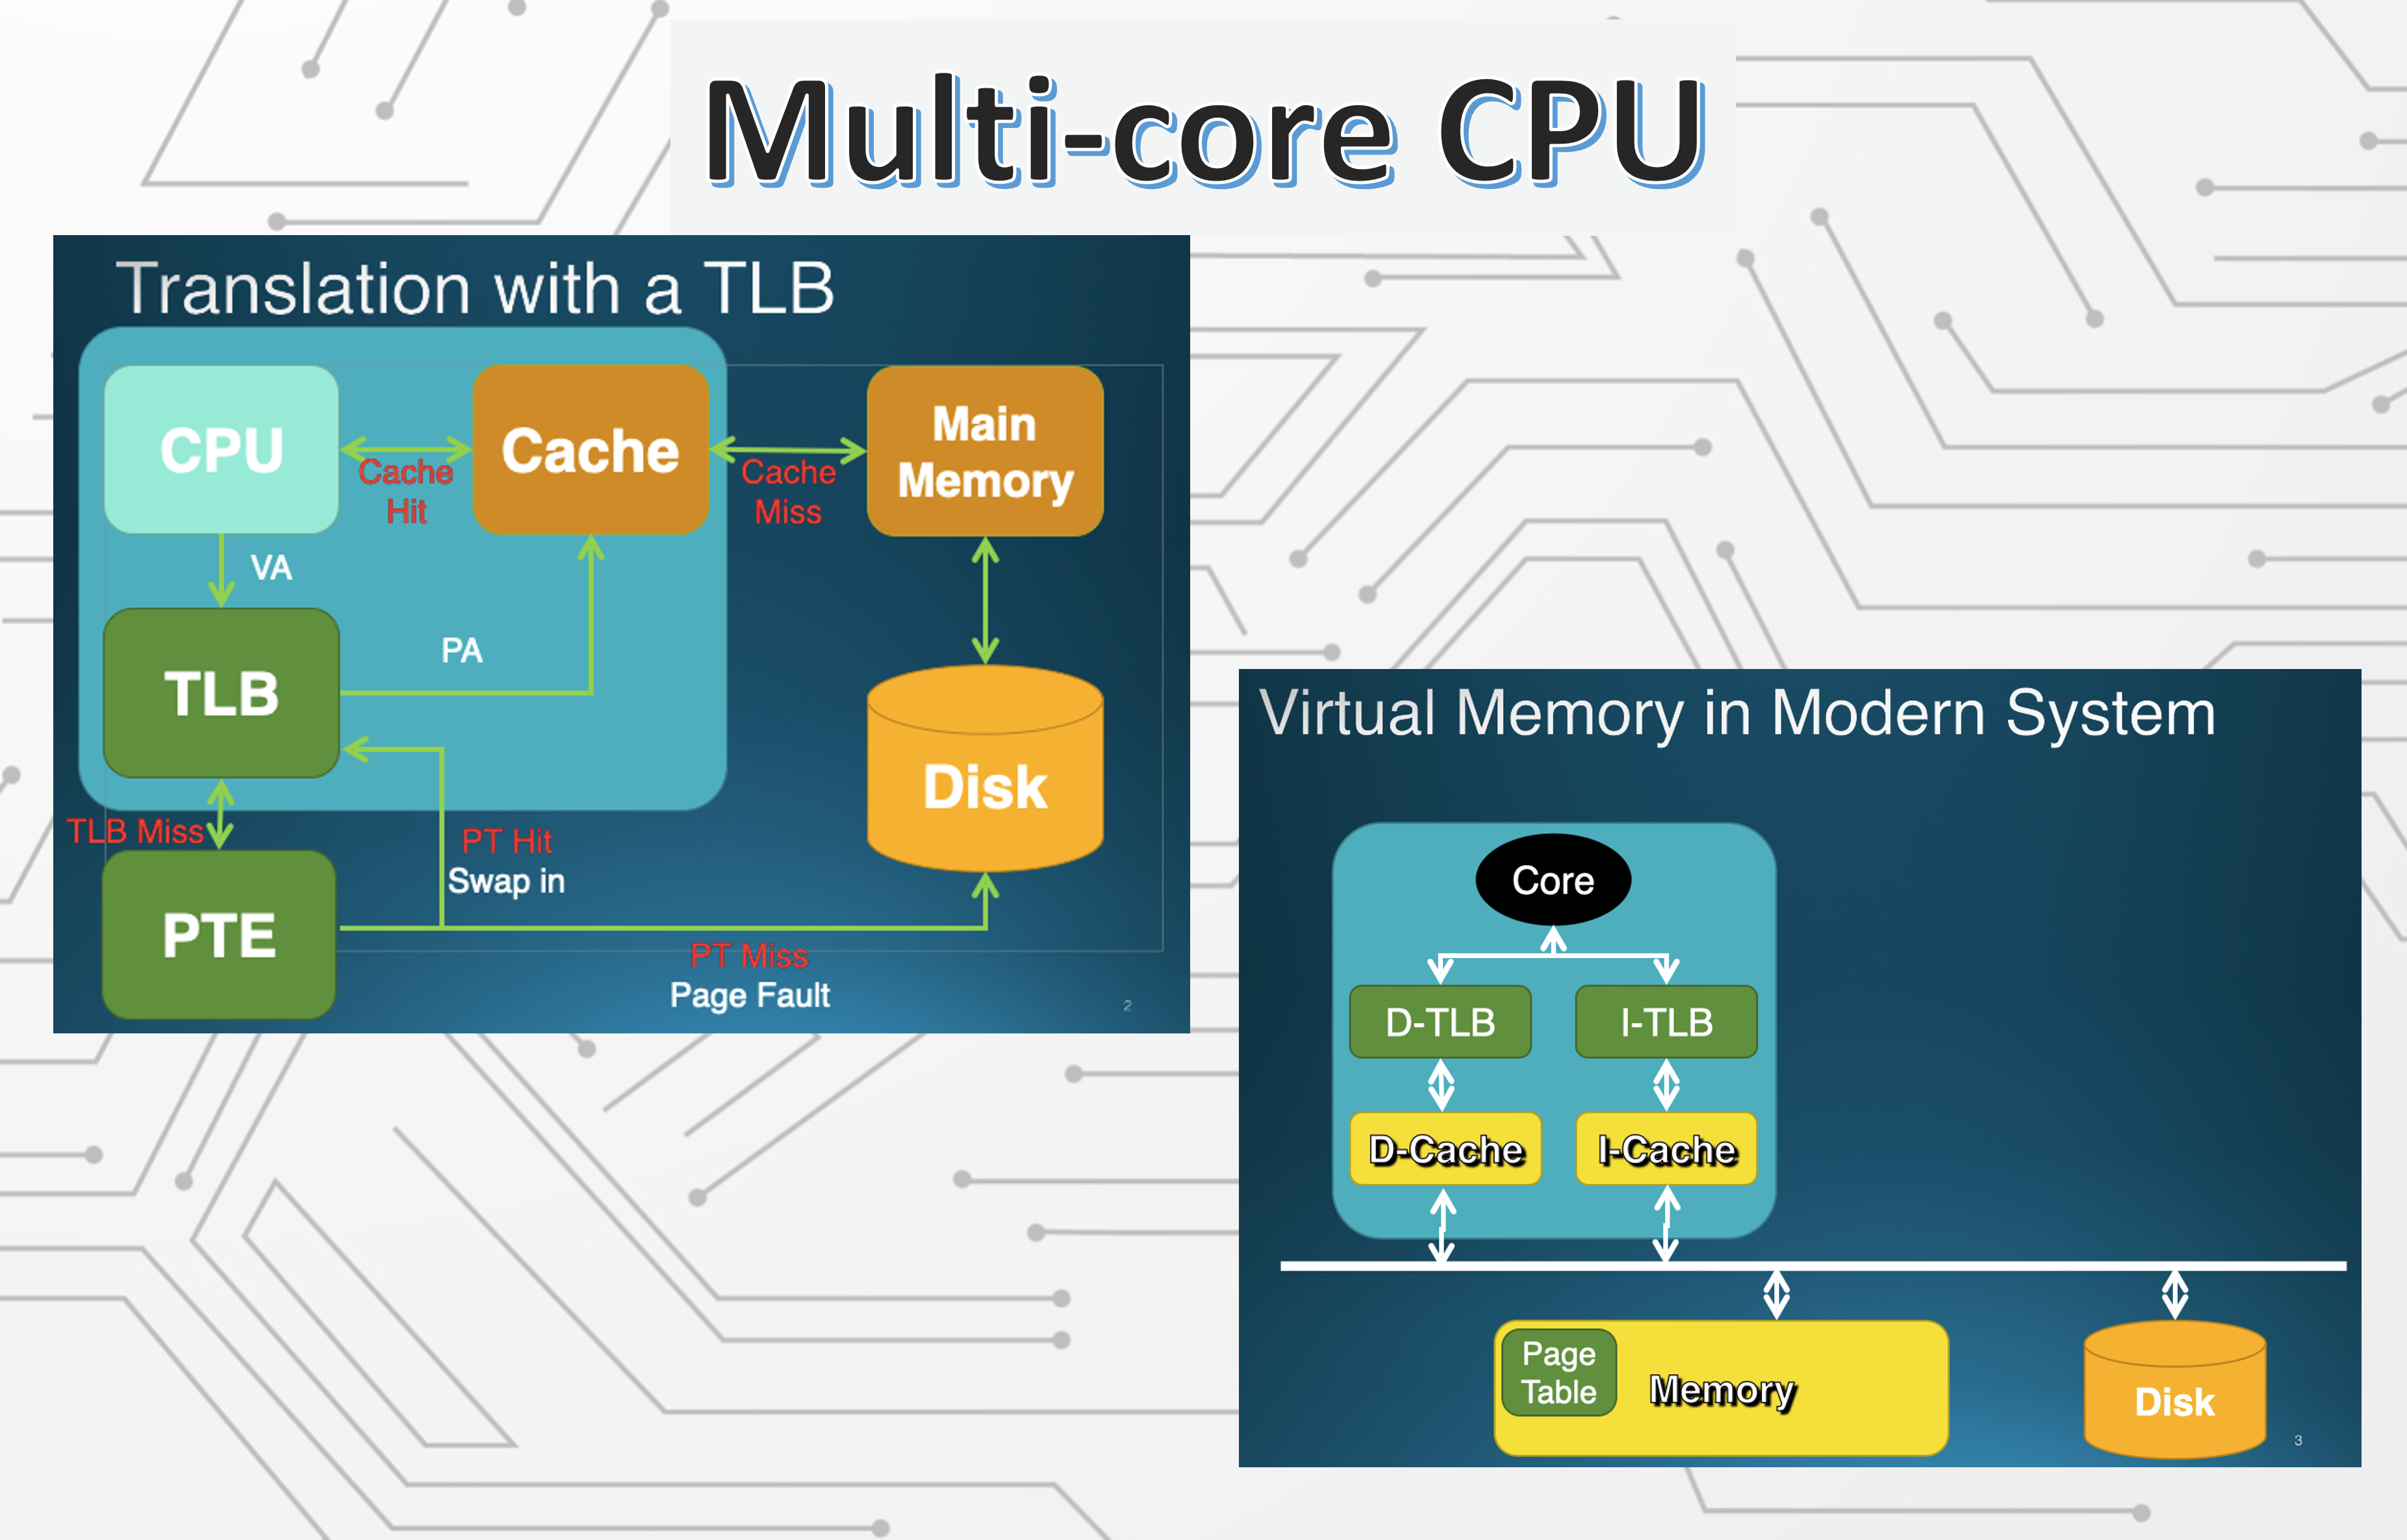 Multi-core CPU
Translation with a TLB
CPU
Cache
Hit
Cache
Cache
Miss
Main
Memory
VA
PA
TLB
Disk
TLB Miss
PT Hit
Swap in
PTE
PT Miss
Page Fault
2
Virtual Memory in Modern System
Core
D-TLB
I-TLB
D-Cache
I-Cache
Page
Table
Memory
Disk
3